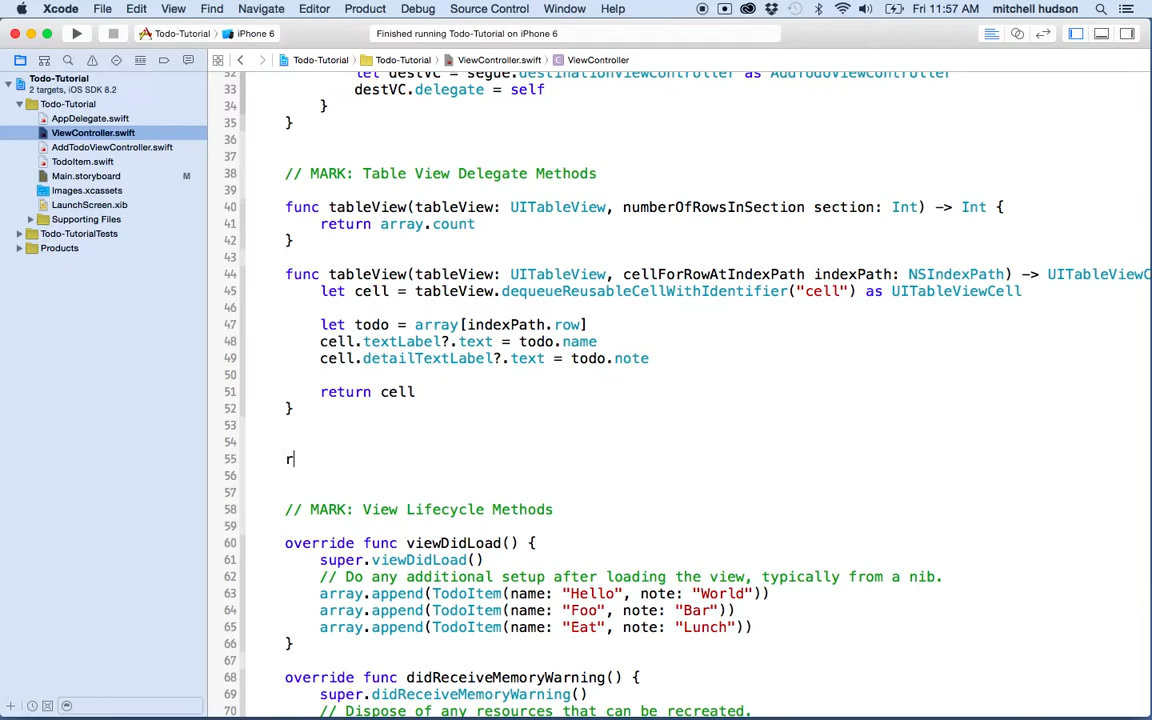 Xcode File Edit View Find Navigate Editor Product Debug Source Control Window Help Fri 11:57 AM mitchell hudson
Todo-Tutorial iPhone 6 Finished running Todo-Tutorial on iPhone 6
Todo-Tutorial Todo-Tutorial ViewController.swift C ViewController
Todo-Tutorial
2 targets, iOS SDK 8.2
Todo-Tutorial
AppDelegate.swift
ViewController.swift
AddTodoViewController.swift
TodoItem.swift
Main.storyboard M
Images.xcassets
LaunchScreen.xib
Supporting Files
Todo-TutorialTests
Products
32 let destVC = segue.destinationViewController as AddTodoViewController
33 destVC.delegate = self
34 }
35 }
36
37
38 // MARK: Table View Delegate Methods
39
40 func tableView(tableView: UITableView, numberOfRowsInSection section: Int) -> Int {
41 return array.count
42 }
43
44 func tableView(tableView: UITableView, cellForRowAtIndexPath indexPath: NSIndexPath) -> UITableViewC
45 let cell = tableView.dequeueReusableCellWithIdentifier("cell") as UITableViewCell
46
47 let todo = array[indexPath.row]
48 cell.textLabel?.text = todo.name
49 cell.detailTextLabel?.text = todo.note
50
51 return cell
52 }
53
54
55 r
56
57
58 // MARK: View Lifecycle Methods
59
60 override func viewDidLoad() {
61 super.viewDidLoad()
62 // Do any additional setup after loading the view, typically from a nib.
63 array.append(TodoItem(name: "Hello", note: "World"))
64 array.append(TodoItem(name: "Foo", note: "Bar"))
65 array.append(TodoItem(name: "Eat", note: "Lunch"))
66 }
67
68 override func didReceiveMemoryWarning() {
69 super.didReceiveMemoryWarning()
70 // Dispose of any resources that can be recreated.